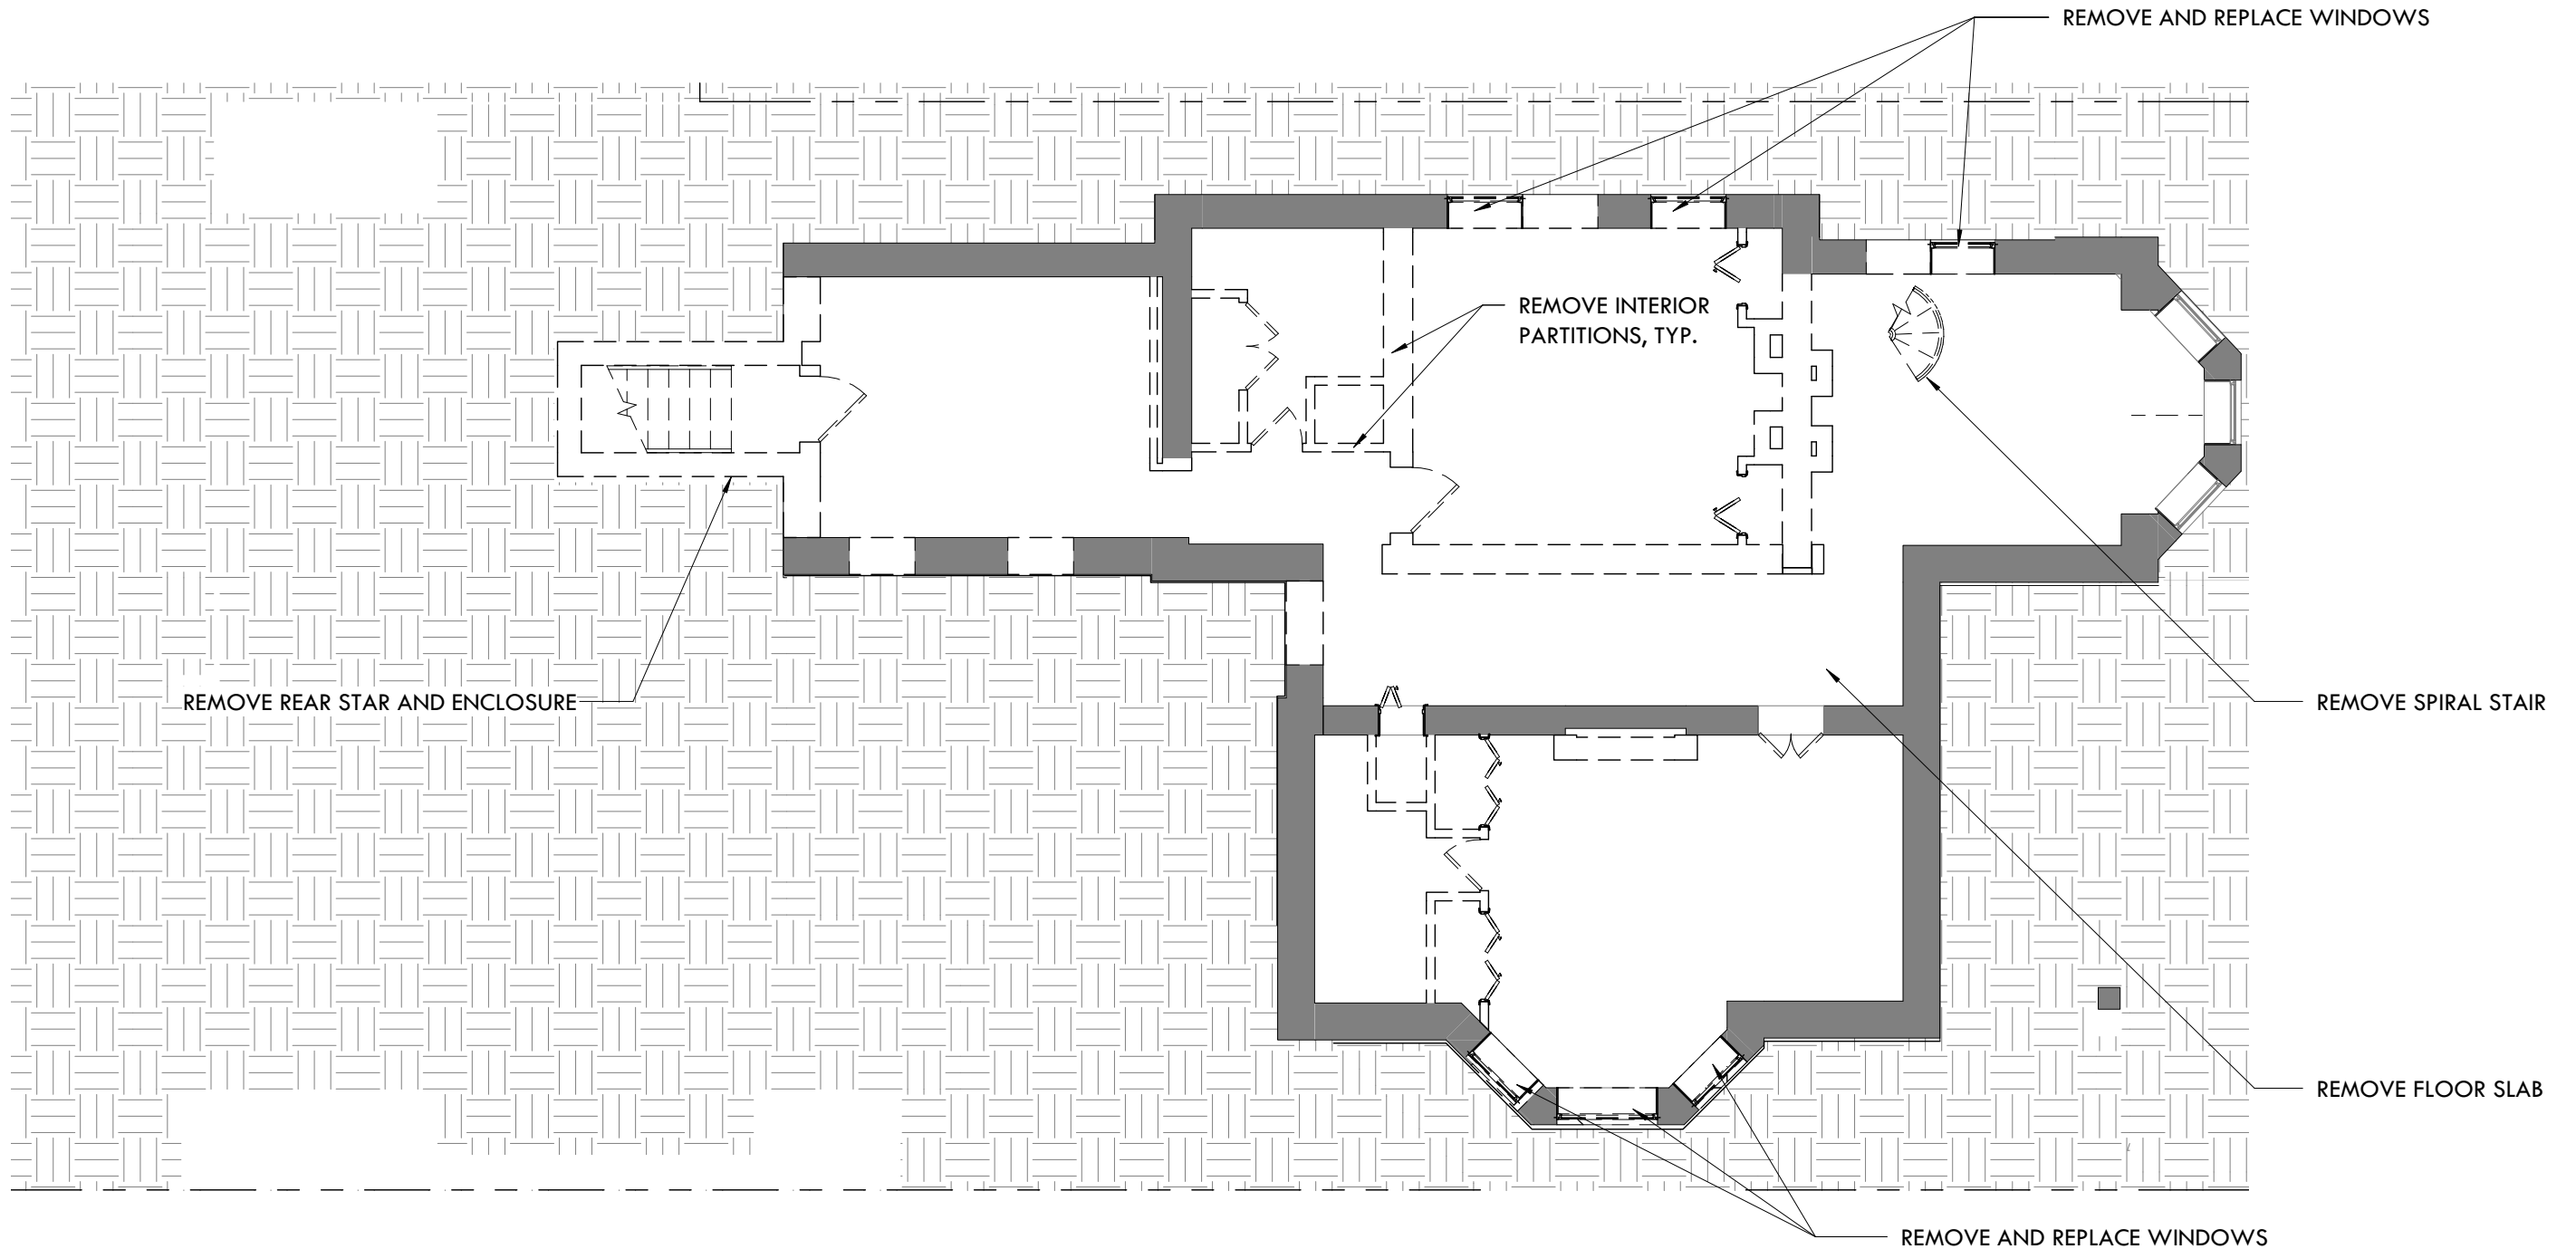 REMOVE AND REPLACE WINDOWS
REMOVE INTERIOR
PARTITIONS, TYP.
REMOVE REAR STAR AND ENCLOSURE
REMOVE SPIRAL STAIR
REMOVE FLOOR SLAB
REMOVE AND REPLACE WINDOWS